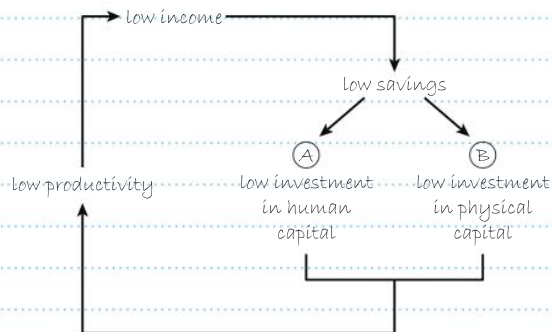 low income
low savings
A
low investment
in human
capital
B
low investment
in physical
capital
low productivity